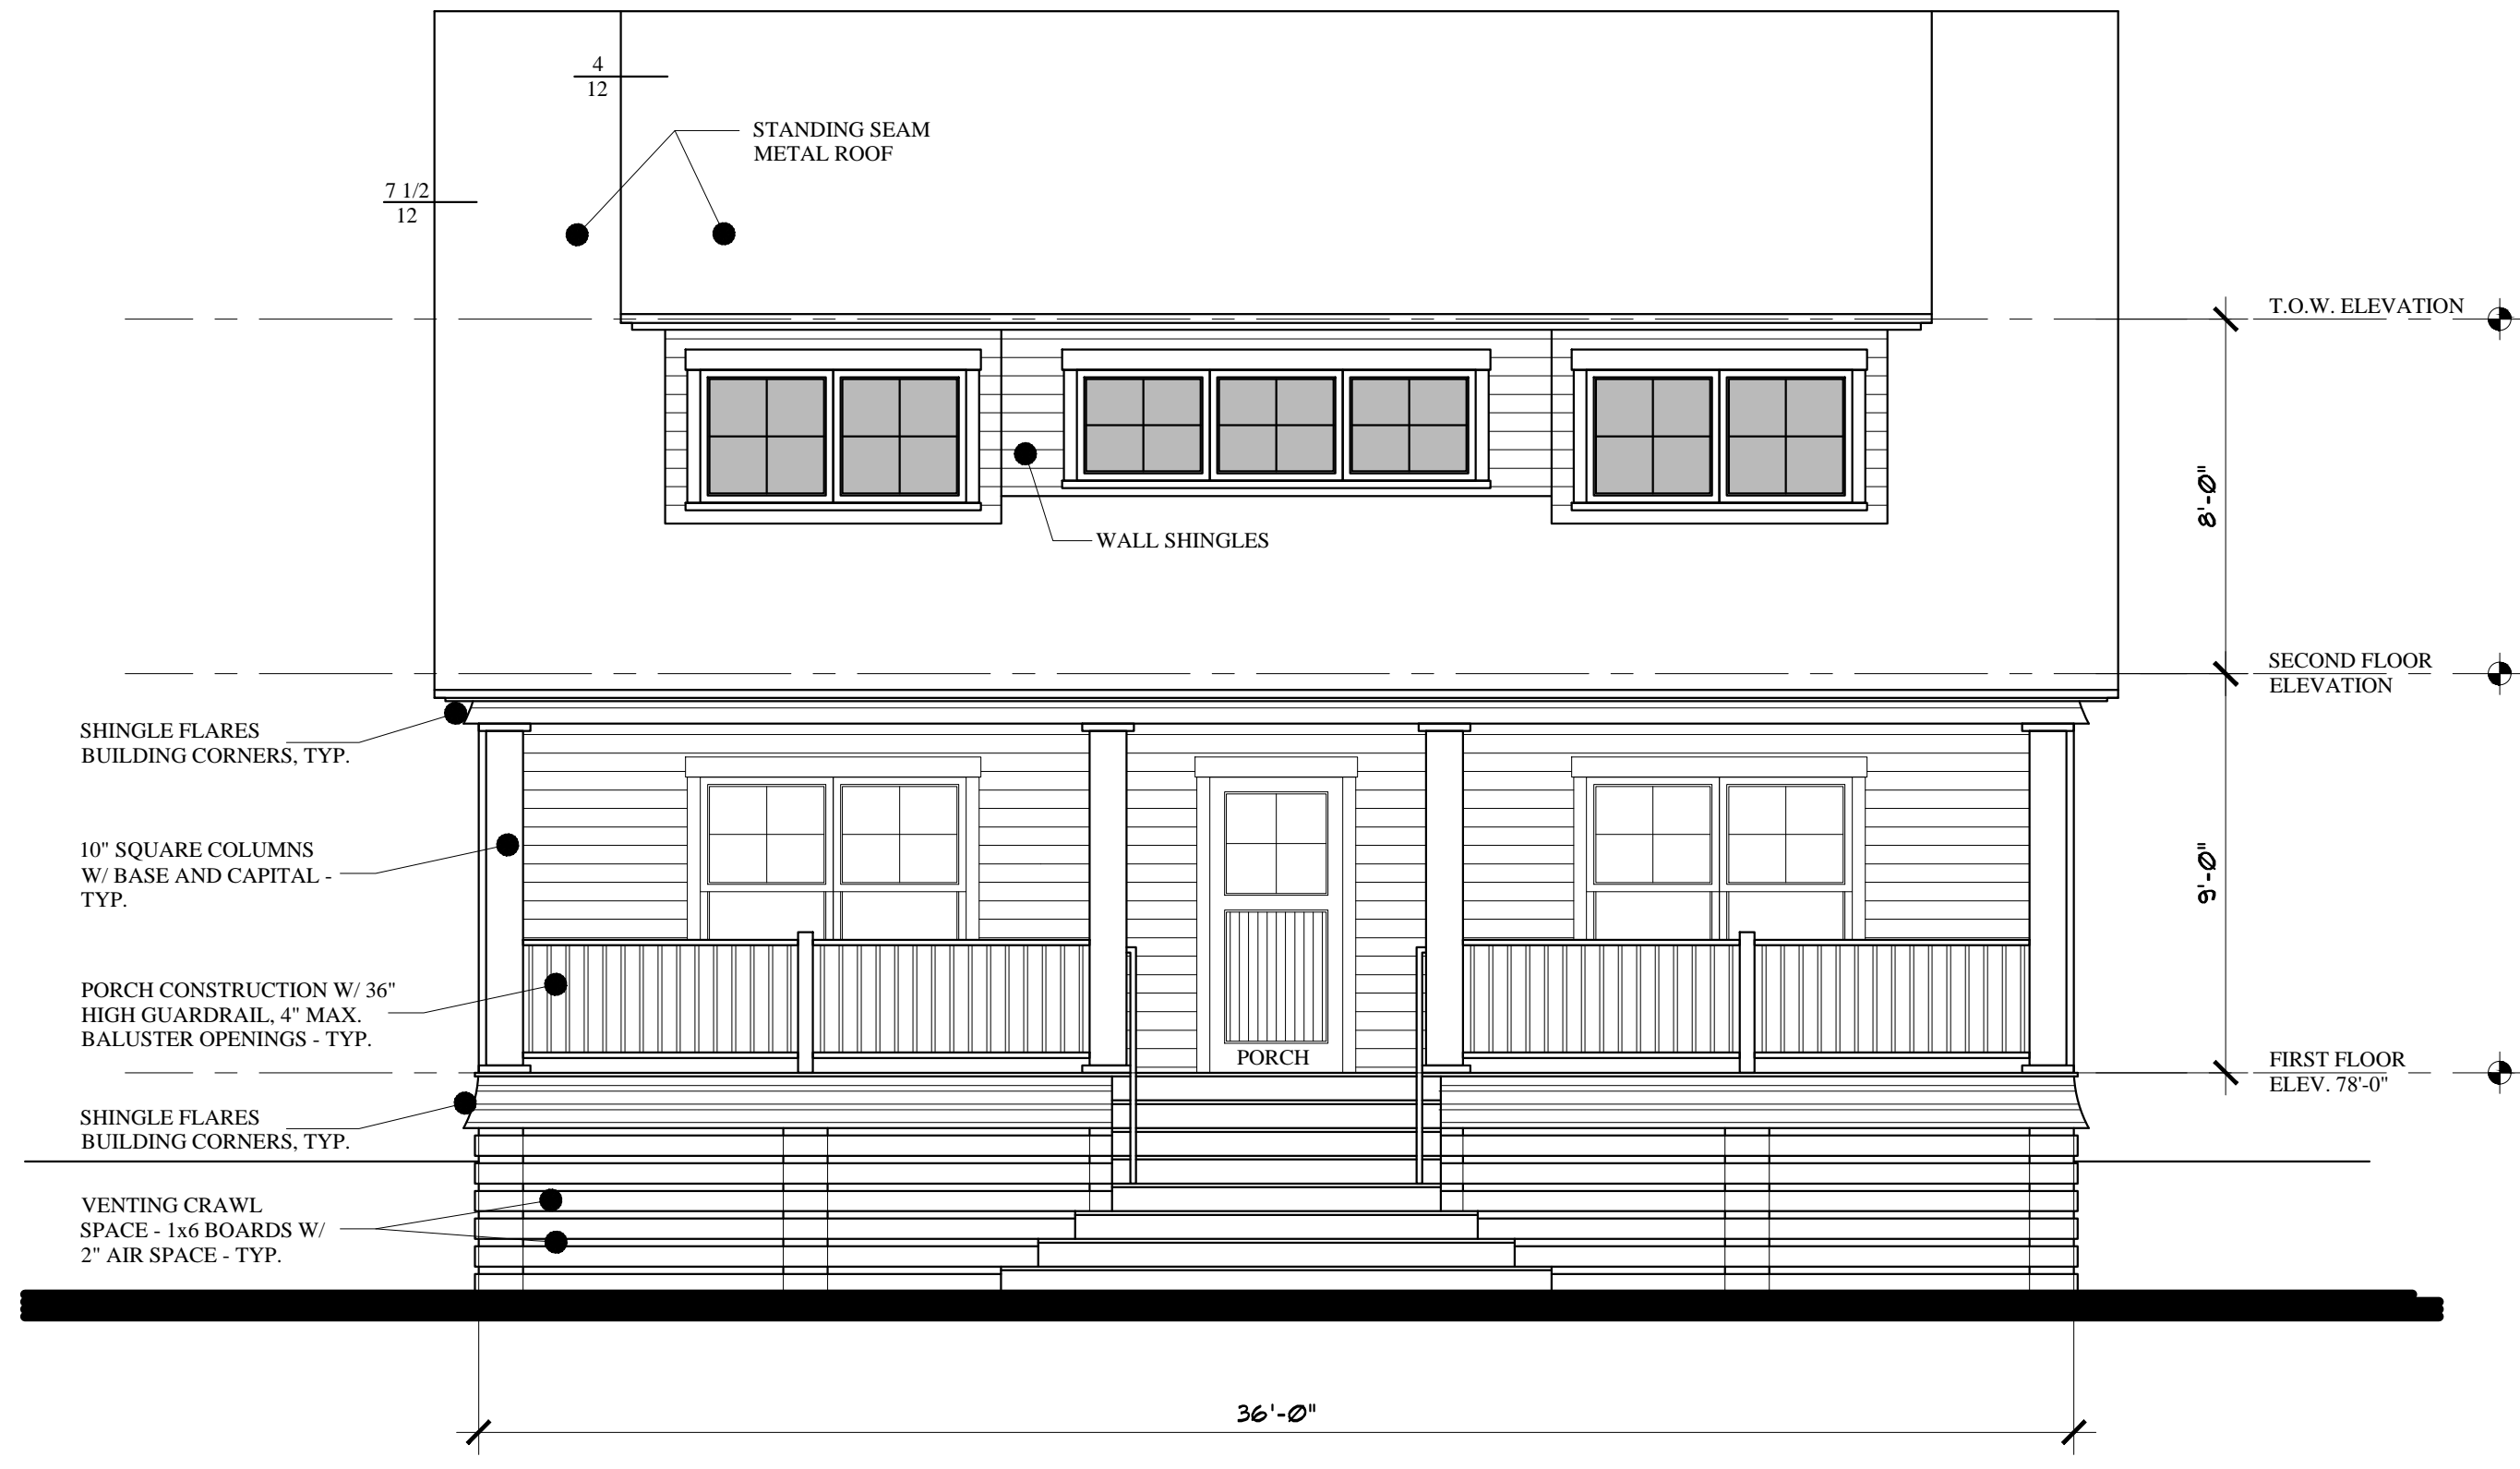 4
12
STANDING SEAM
METAL ROOF
7 1/2
12
T.O.W. ELEVATION
8'-0"
WALL SHINGLES
SECOND FLOOR
ELEVATION
SHINGLE FLARES
BUILDING CORNERS, TYP.
10" SQUARE COLUMNS
W/ BASE AND CAPITAL -
TYP.
9'-0"
PORCH CONSTRUCTION W/ 36"
HIGH GUARDRAIL, 4" MAX.
BALUSTER OPENINGS - TYP.
PORCH
FIRST FLOOR
ELEV. 78'-0"
SHINGLE FLARES
BUILDING CORNERS, TYP.
VENTING CRAWL
SPACE - 1x6 BOARDS W/
2" AIR SPACE - TYP.
36'-0"